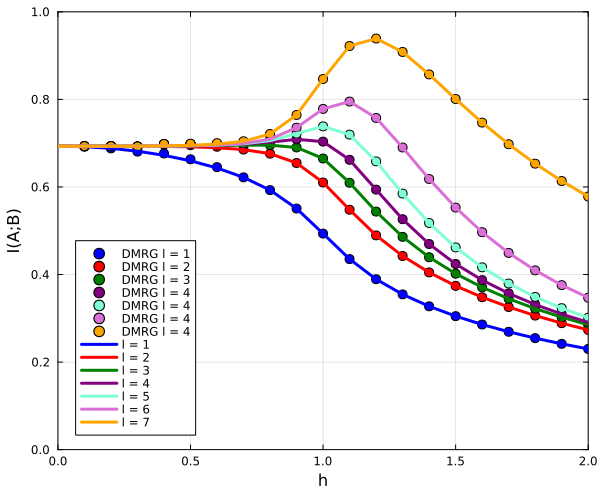 1.0
0.8
0.6
0.4
0.2
0.0
I(A;B)
DMRG l = 1
DMRG l = 2
DMRG l = 3
DMRG l = 4
DMRG l = 4
DMRG l = 4
DMRG l = 4
l = 1
l = 2
l = 3
l = 4
l = 5
l = 6
l = 7
0.0 0.5 1.0 1.5 2.0
h